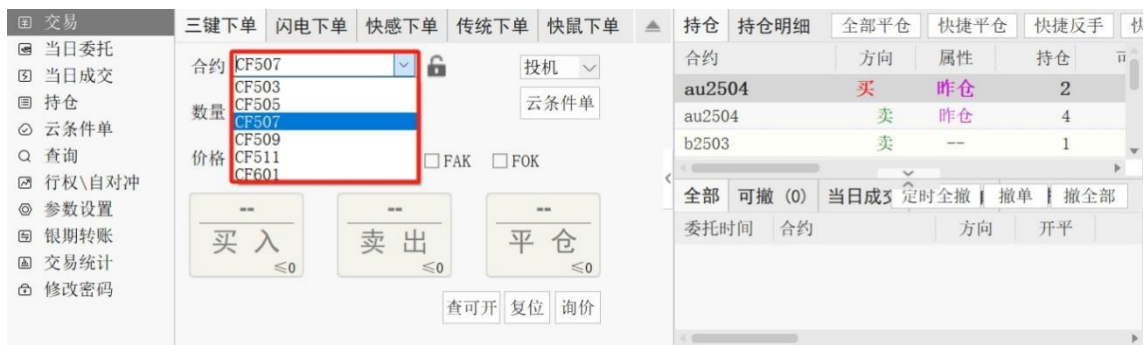 交易
当日委托
当日成交
持仓
云条件单
查询
行权\自对冲
参数设置
银期转账
交易统计
修改密码
三键下单 闪电下单 快感下单 传统下单 快鼠下单
合约 CF507 投机
CF503
CF505
CF507
CF509
CF511
CF601
数量 云条件单
价格 FAK FOK
-- -- --
买 入 卖 出 平 仓
≤0 ≤0 ≤0
查可开 复位 询价
持仓 持仓明细 全部平仓 快捷平仓 快捷反手
合约 方向 属性 持仓
au2504 买 昨仓 2
au2504 卖 昨仓 4
b2503 卖 -- 1
全部 可撤 (0) 当日成交 定时全撤 撤单 撤全部
委托时间 合约 方向 开平